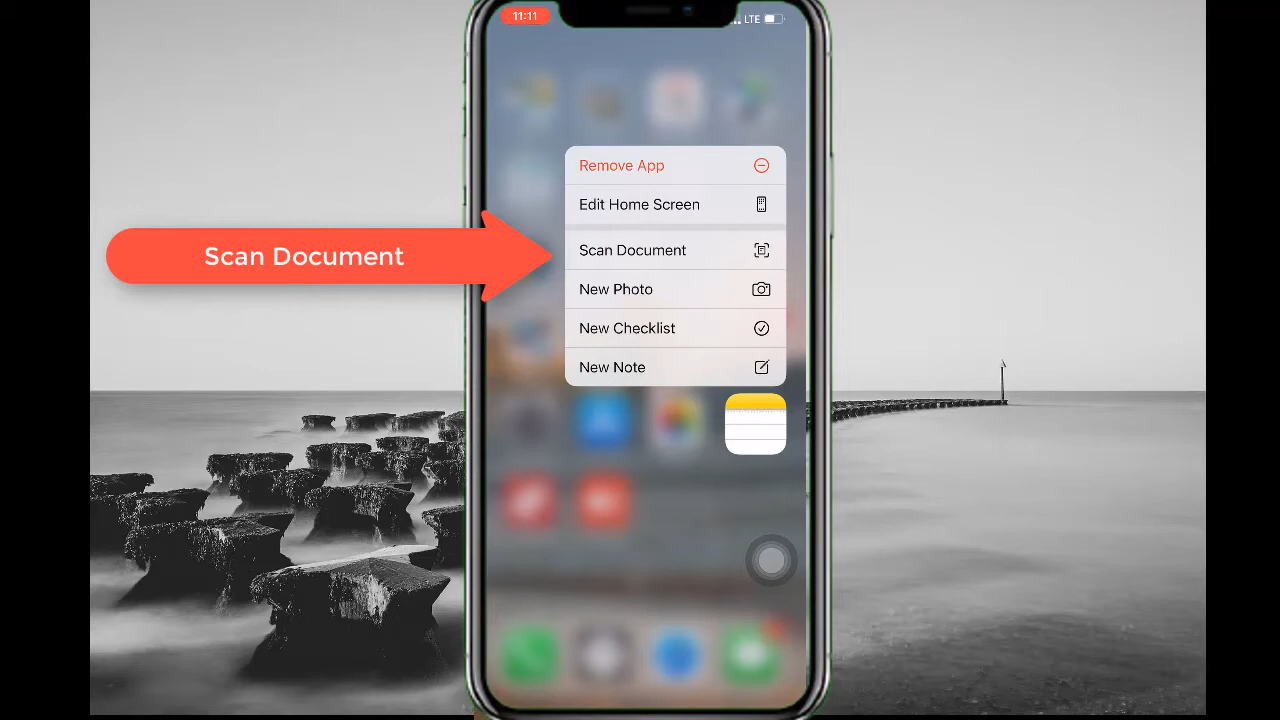 11:11
LTE
Remove App
Edit Home Screen
Scan Document
Scan Document
New Photo
New Checklist
New Note